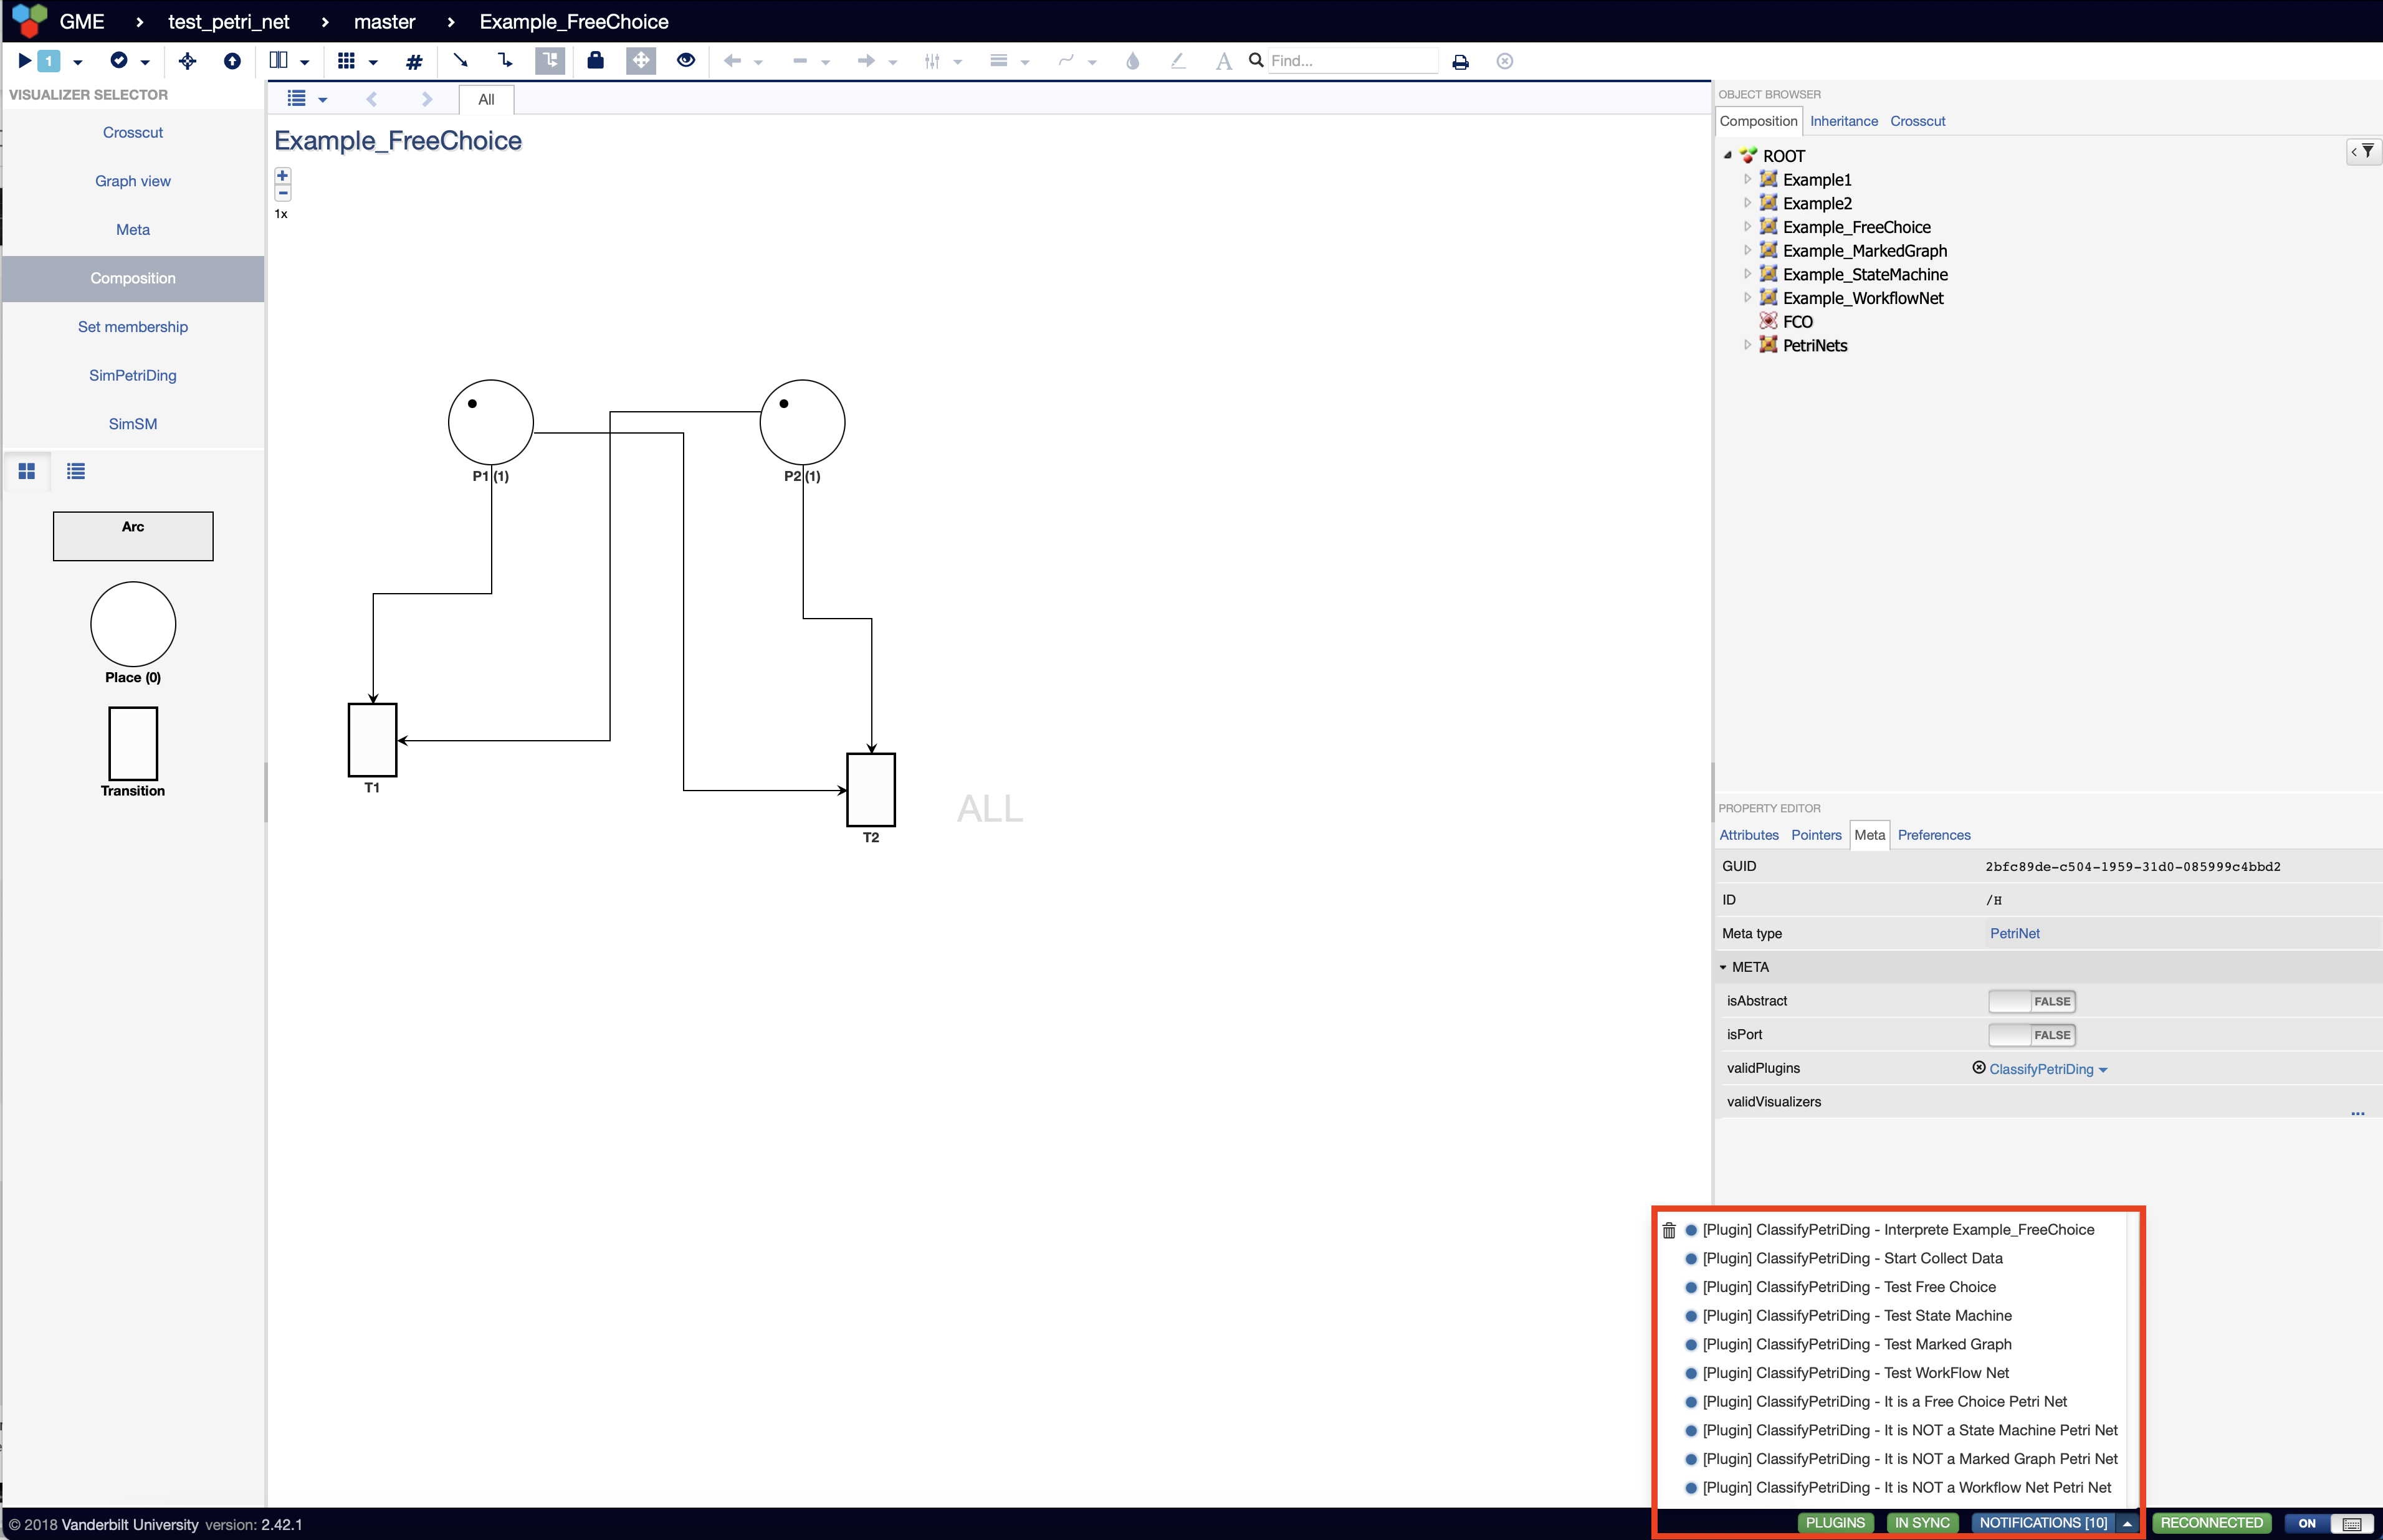 GME > test_petri_net > master > Example_FreeChoice
1
Find...
VISUALIZER SELECTOR
Crosscut
Graph view
Meta
Composition
Set membership
SimPetriDing
SimSM
Arc
Place (0)
Transition
All
Example_FreeChoice
1x
P1 (1)
P2 (1)
T1
T2
ALL
OBJECT BROWSER
Composition Inheritance Crosscut
ROOT
Example1
Example2
Example_FreeChoice
Example_MarkedGraph
Example_StateMachine
Example_WorkflowNet
FCO
PetriNets
PROPERTY EDITOR
Attributes Pointers Meta Preferences
GUID 2bfc89de-c504-1959-31d0-085999c4bbd2
ID /H
Meta type PetriNet
META
isAbstract FALSE
isPort FALSE
validPlugins ClassifyPetriDing
validVisualizers ...
[Plugin] ClassifyPetriDing - Interprete Example_FreeChoice
[Plugin] ClassifyPetriDing - Start Collect Data
[Plugin] ClassifyPetriDing - Test Free Choice
[Plugin] ClassifyPetriDing - Test State Machine
[Plugin] ClassifyPetriDing - Test Marked Graph
[Plugin] ClassifyPetriDing - Test WorkFlow Net
[Plugin] ClassifyPetriDing - It is a Free Choice Petri Net
[Plugin] ClassifyPetriDing - It is NOT a State Machine Petri Net
[Plugin] ClassifyPetriDing - It is NOT a Marked Graph Petri Net
[Plugin] ClassifyPetriDing - It is NOT a Workflow Net Petri Net
© 2018 Vanderbilt University version: 2.42.1
PLUGINS IN SYNC NOTIFICATIONS [10] RECONNECTED ON